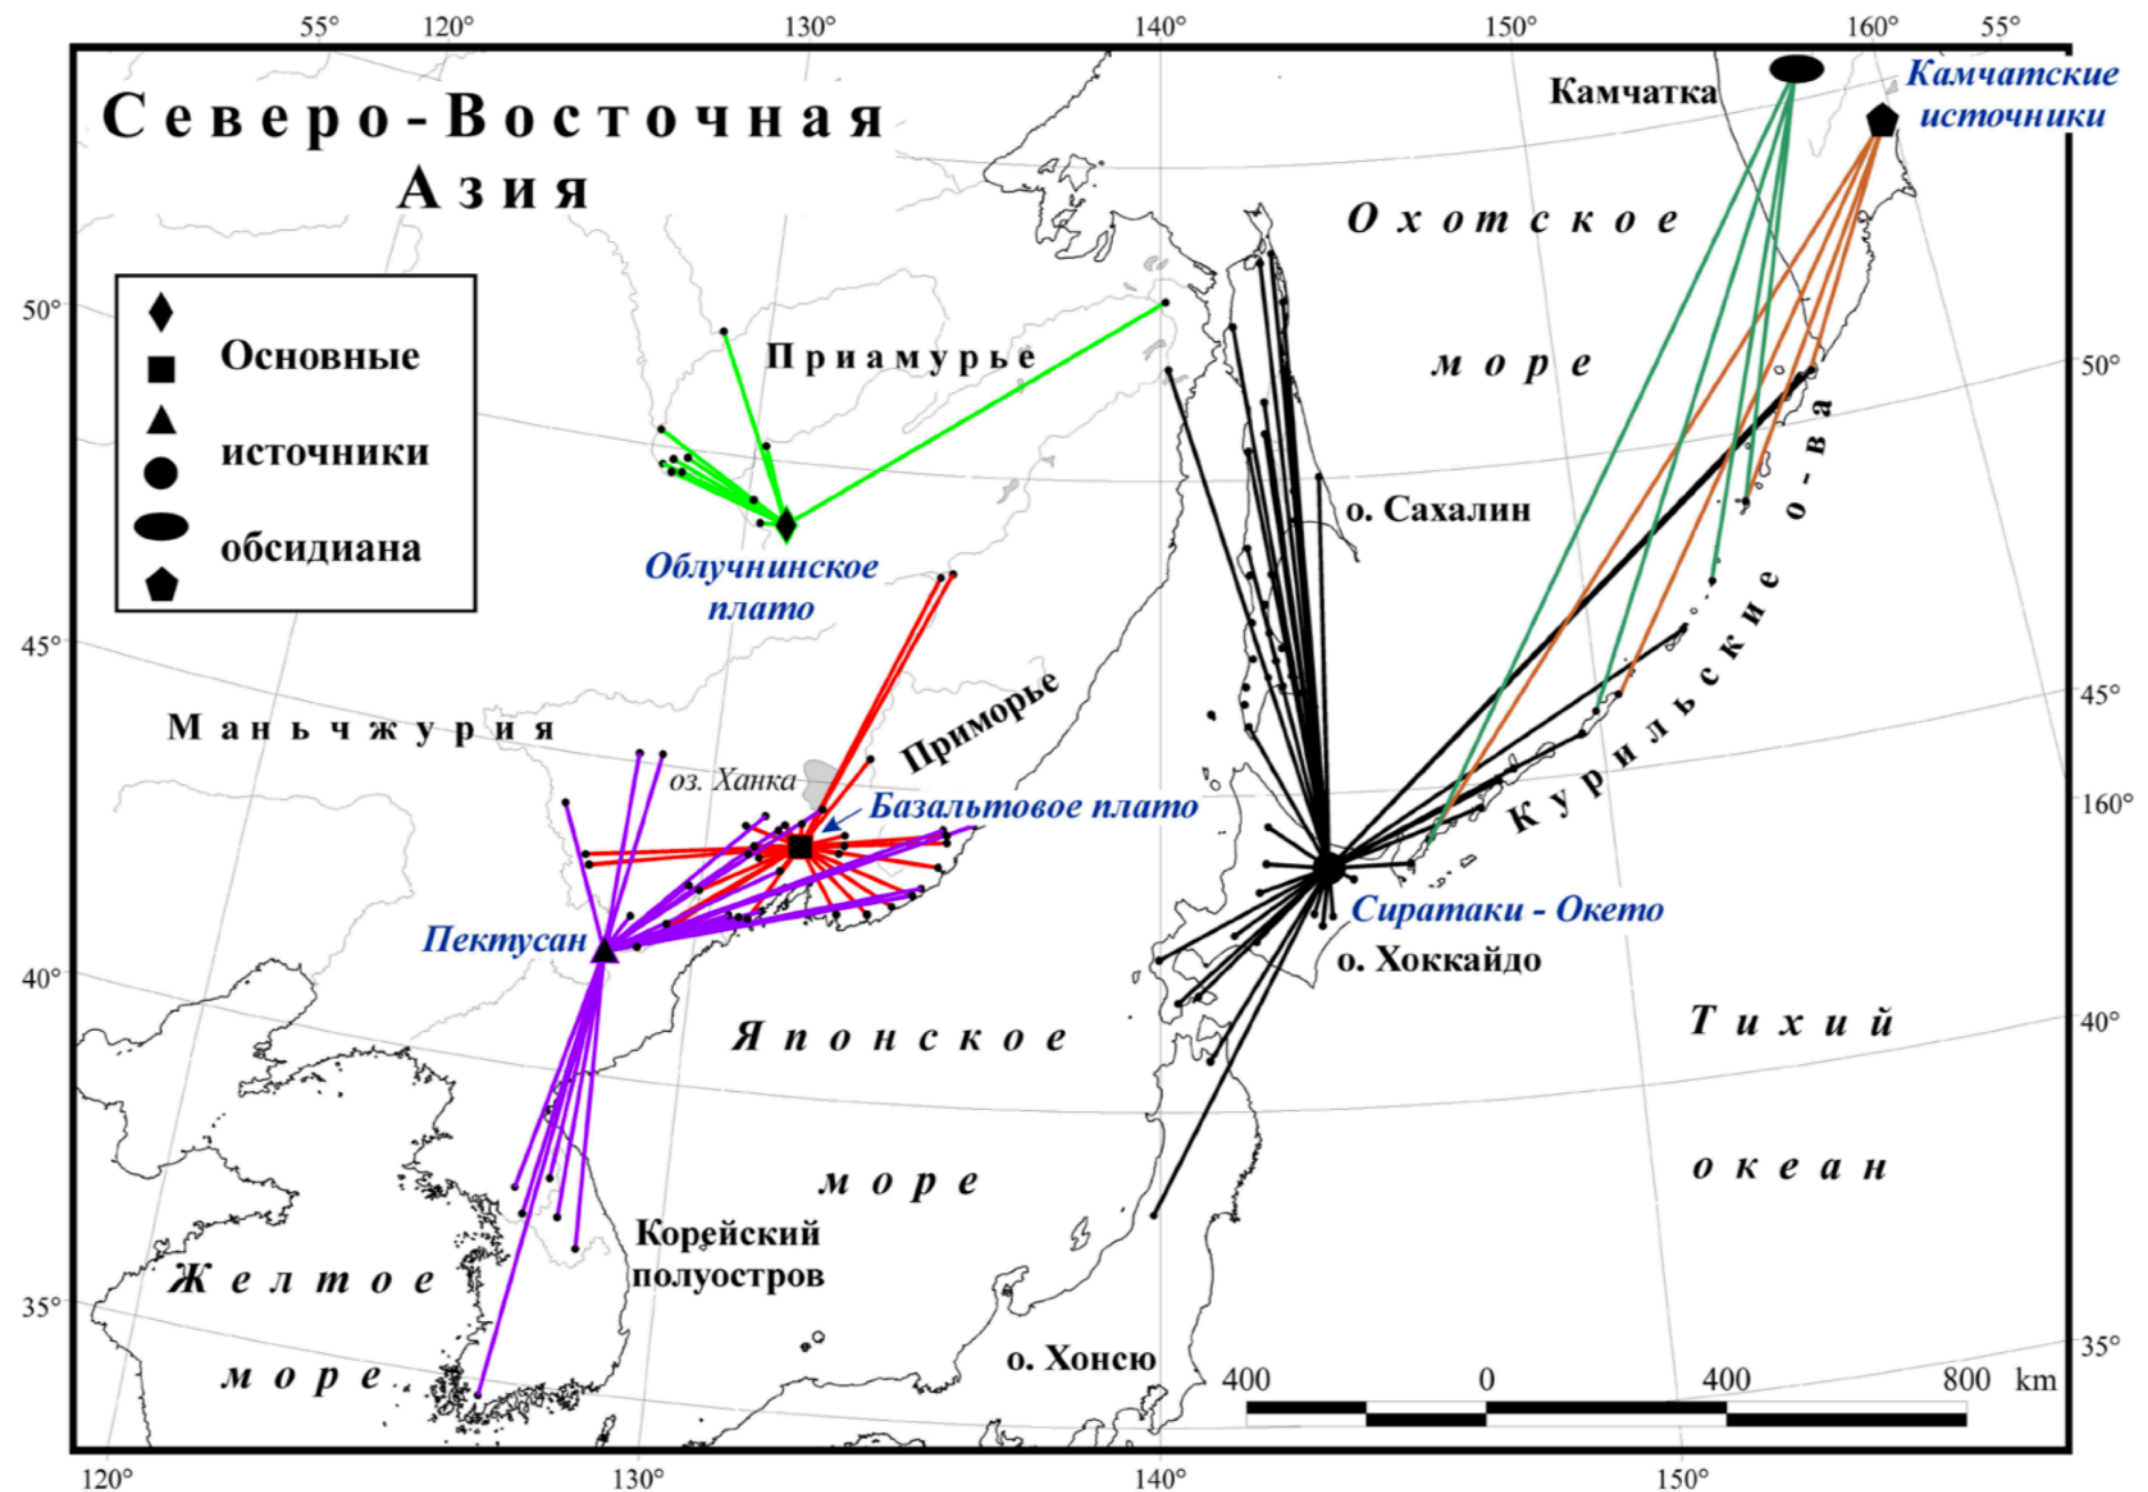 55° 120° 130° 140° 150° 160° 55°
Северо-Восточная
Азия
Камчатка
Камчатские
источники
Охотское
море
50°
Основные
источники
обсидиана
Приамурье
50°
о. Сахалин
Облучнинское
плато
Курильские о-ва
45°
Маньчжурия
оз. Ханка
Приморье
45°
Базальтовое плато
160°
Пектусан
Сиратаки - Окето
о. Хоккайдо
40°
Японское
море
Тихий
океан
40°
Корейский
полуостров
Желтое
море
35°
о. Хонсю
35°
400 0 400 800 km
120° 130° 140° 150°